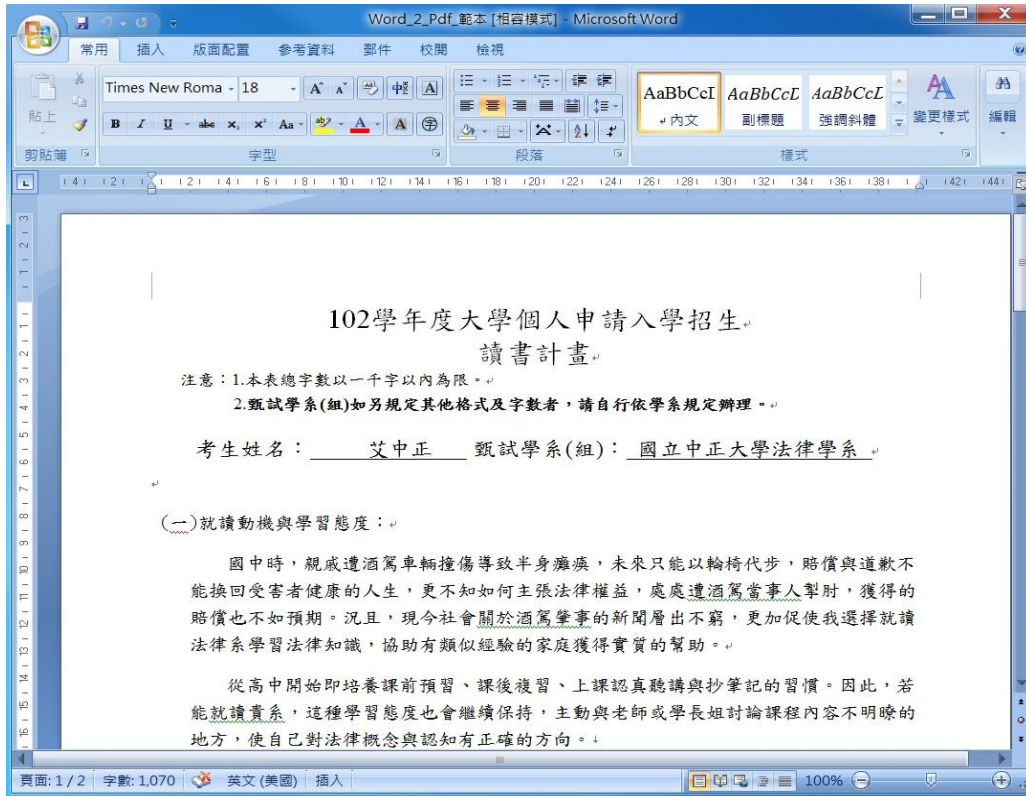 Word_2_Pdf_範本 [相容模式] - Microsoft Word
常用 插入 版面配置 參考資料 郵件 校閱 檢視
Times New Roma 18
貼上
AaBbCcI AaBbCcD AaBbCcD
內文 副標題 強調斜體 變更樣式 編輯
剪貼簿 字型 段落 樣式
102學年度大學個人申請入學招生
讀書計畫
注意：1.本表總字數以一千字以內為限。
2.甄試學系(組)如另規定其他格式及字數者，請自行依學系規定辦理。
考生姓名： 艾中正 甄試學系(組)： 國立中正大學法律學系
(一)就讀動機與學習態度：
國中時，親戚遭酒駕車輛撞傷導致半身癱瘓，未來只能以輪椅代步，賠償與道歉不
能換回受害者健康的人生，更不知如何主張法律權益，處處遭酒駕當事人掣肘，獲得的
賠償也不如預期。況且，現今社會關於酒駕肇事的新聞層出不窮，更加促使我選擇就讀
法律系學習法律知識，協助有類似經驗的家庭獲得實質的幫助。
從高中開始即培養課前預習、課後複習、上課認真聽講與抄筆記的習慣。因此，若
能就讀貴系，這種學習態度也會繼續保持，主動與老師或學長姐討論課程內容不明瞭的
地方，使自己對法律概念與認知有正確的方向。
頁面: 1 / 2 字數: 1,070 英文 (美國) 插入 100%